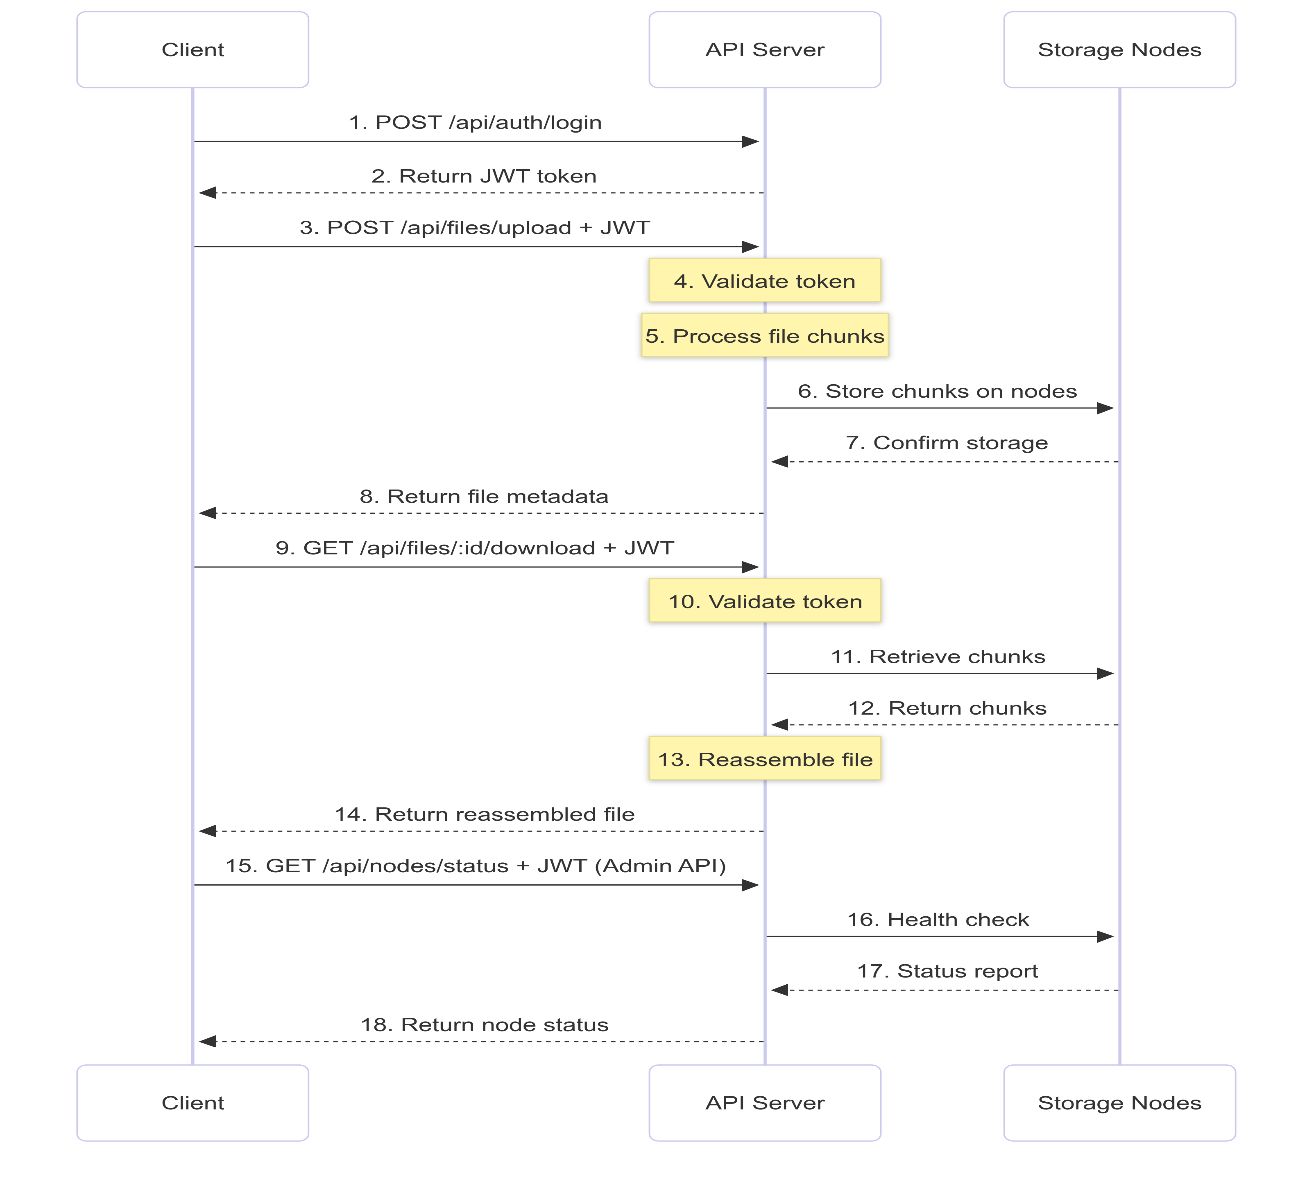 Client
API Server
Storage Nodes
1. POST /api/auth/login
2. Return JWT token
3. POST /api/files/upload + JWT
4. Validate token
5. Process file chunks
6. Store chunks on nodes
7. Confirm storage
8. Return file metadata
9. GET /api/files/:id/download + JWT
10. Validate token
11. Retrieve chunks
12. Return chunks
13. Reassemble file
14. Return reassembled file
15. GET /api/nodes/status + JWT (Admin API)
16. Health check
17. Status report
18. Return node status
Client
API Server
Storage Nodes